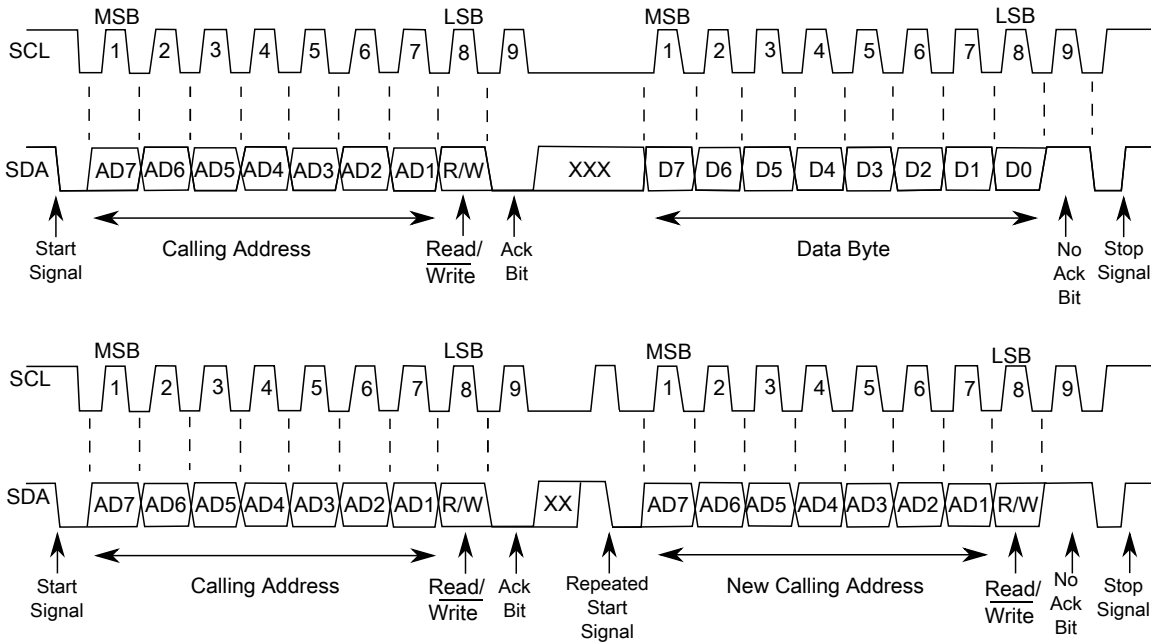 MSB LSB MSB LSB
SCL 1 2 3 4 5 6 7 8 9 1 2 3 4 5 6 7 8 9
SDA AD7 AD6 AD5 AD4 AD3 AD2 AD1 R/W XXX D7 D6 D5 D4 D3 D2 D1 D0
Start Signal
Calling Address
Read/
Write
Ack
Bit
Data Byte
No
Ack
Bit
Stop
Signal
MSB LSB MSB LSB
SCL 1 2 3 4 5 6 7 8 9 1 2 3 4 5 6 7 8 9
SDA AD7 AD6 AD5 AD4 AD3 AD2 AD1 R/W XX AD7 AD6 AD5 AD4 AD3 AD2 AD1 R/W
Start
Signal
Calling Address
Read/
Write
Ack
Bit
Repeated
Start
Signal
New Calling Address
Read/
Write
No
Ack
Bit
Stop
Signal